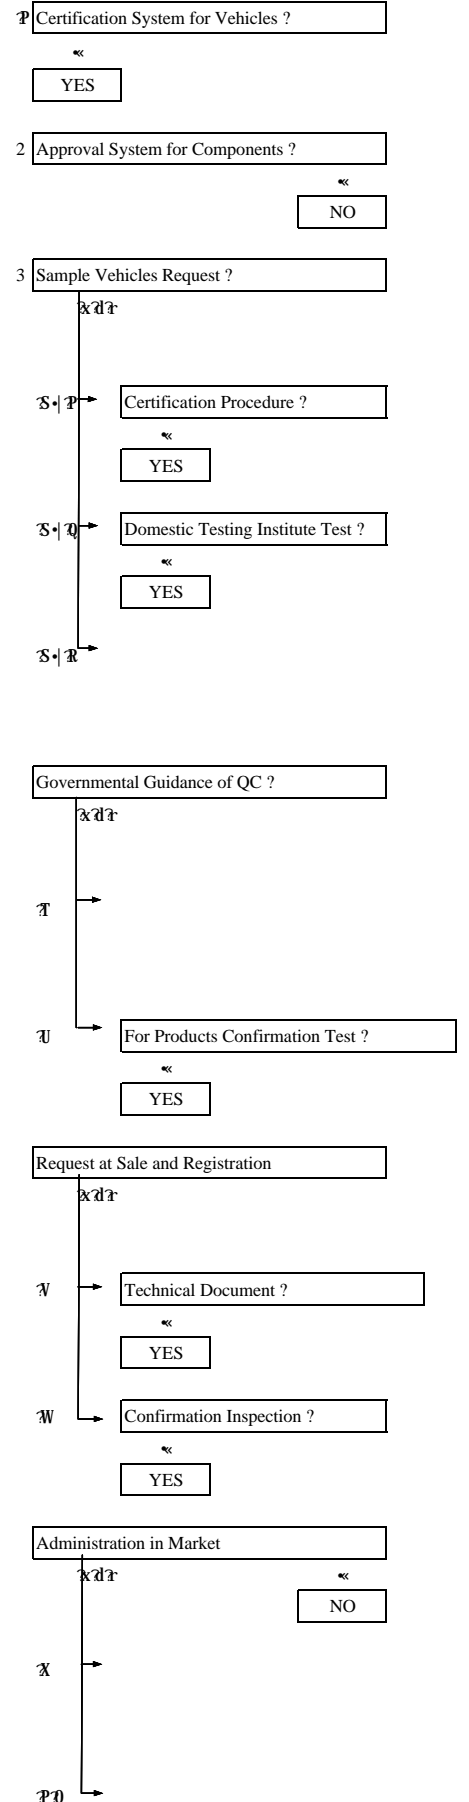 Certification System for Vehicles ?
YES
2 Approval System for Components ?
NO
3 Sample Vehicles Request ?
Certification Procedure ?
YES
Domestic Testing Institute Test ?
YES
Governmental Guidance of QC ?
For Products Confirmation Test ?
YES
Request at Sale and Registration
Technical Document ?
YES
Confirmation Inspection ?
YES
Administration in Market
NO